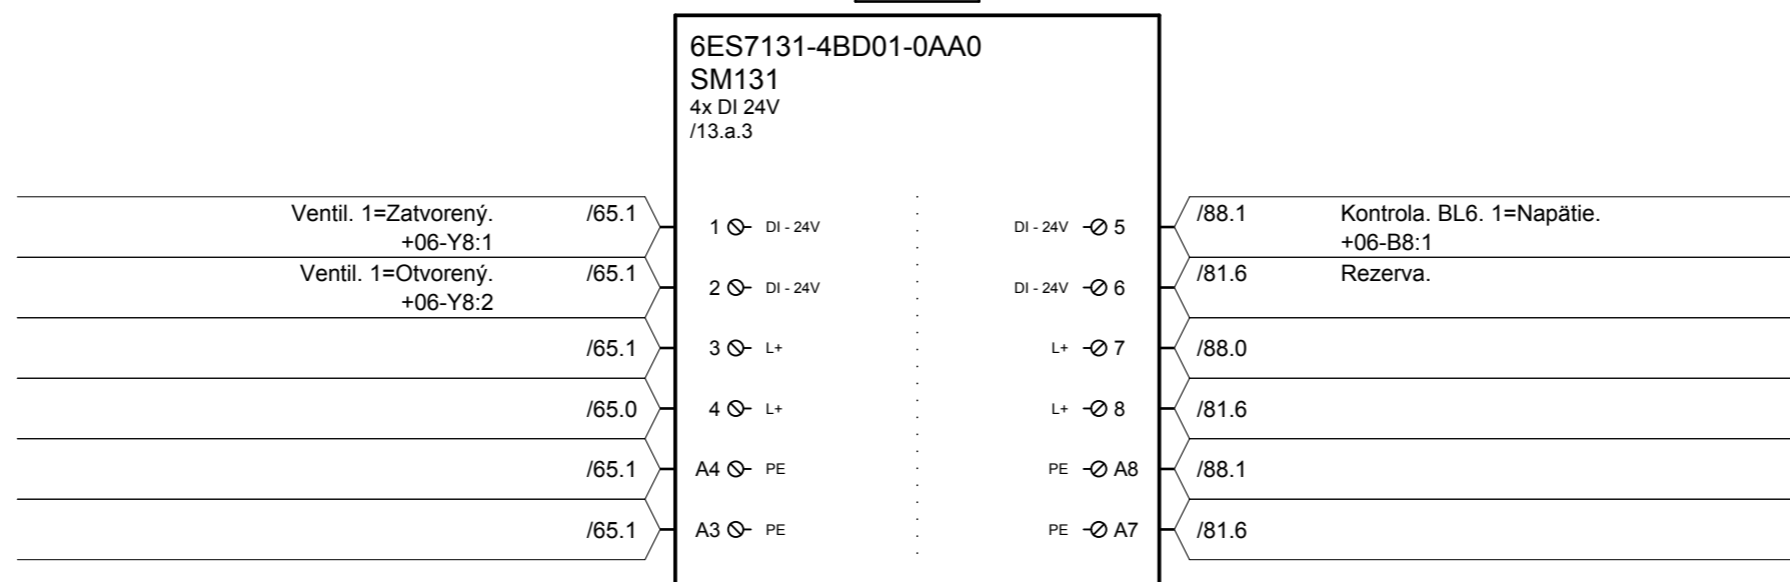 6ES7131-4BD01-0AA0
SM131
4x DI 24V
/13.a.3
Ventil. 1=Zatvorený. /65.1 1 DI - 24V DI - 24V 5 /88.1 Kontrola. BL6. 1=Napätie.
+06-Y8:1 +06-B8:1
Ventil. 1=Otvorený. /65.1 2 DI - 24V DI - 24V 6 /81.6 Rezerva.
+06-Y8:2
/65.1 3 L+ L+ 7 /88.0
/65.0 4 L+ L+ 8 /81.6
/65.1 A4 PE PE A8 /88.1
/65.1 A3 PE PE A7 /81.6